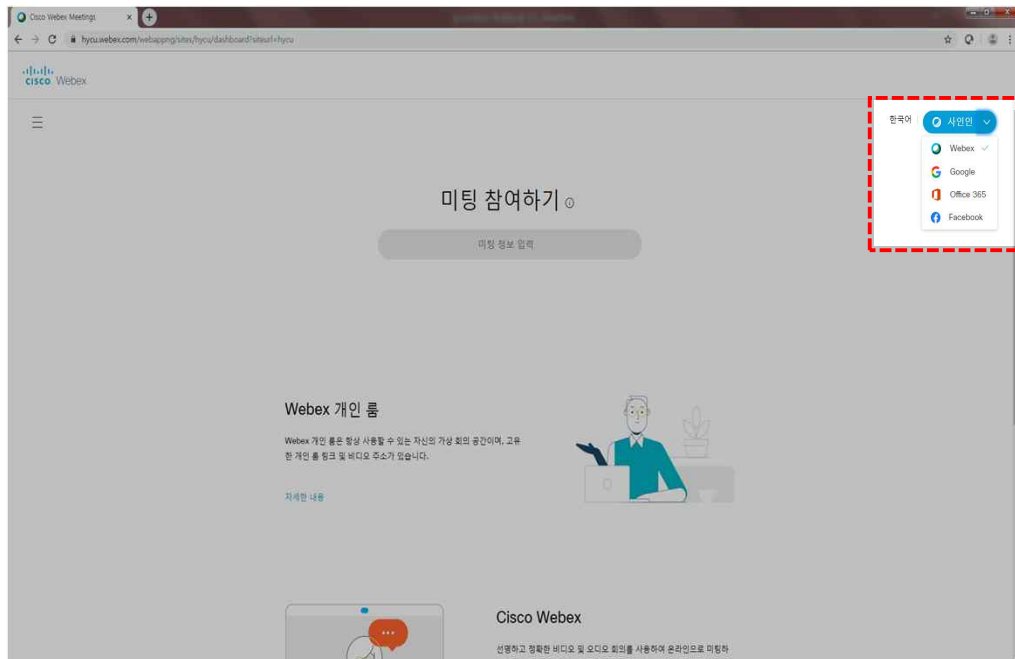 Cisco Webex Meetings
hycu.webex.com/webappng/sites/hycu/dashboard?siteurl=hycu
CISCO Webex
한국어
사인인
Webex
Google
Office 365
Facebook
미팅 참여하기
미팅 정보 입력
Webex 개인 룸
Webex 개인 룸은 항상 사용할 수 있는 자신의 가상 회의 공간이며, 고유
한 개인 룸 링크 및 비디오 주소가 있습니다.
자세한 내용
Cisco Webex
선명하고 정확한 비디오 및 오디오 회의를 사용하여 온라인으로 미팅하